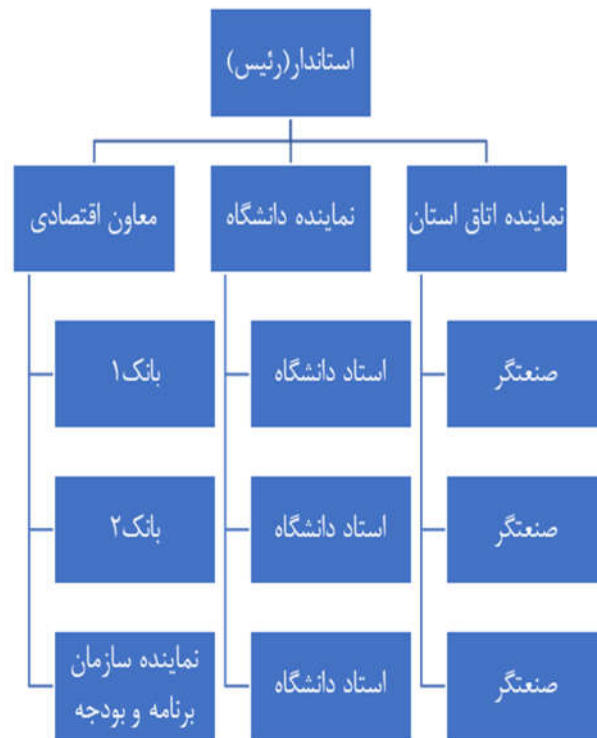 استاندار(رئیس)
نماینده اتاق استان
نماینده دانشگاه
معاون اقتصادی
صنعتگر
استاد دانشگاه
بانک۱
صنعتگر
استاد دانشگاه
بانک۲
صنعتگر
استاد دانشگاه
نماینده سازمان
برنامه و بودجه